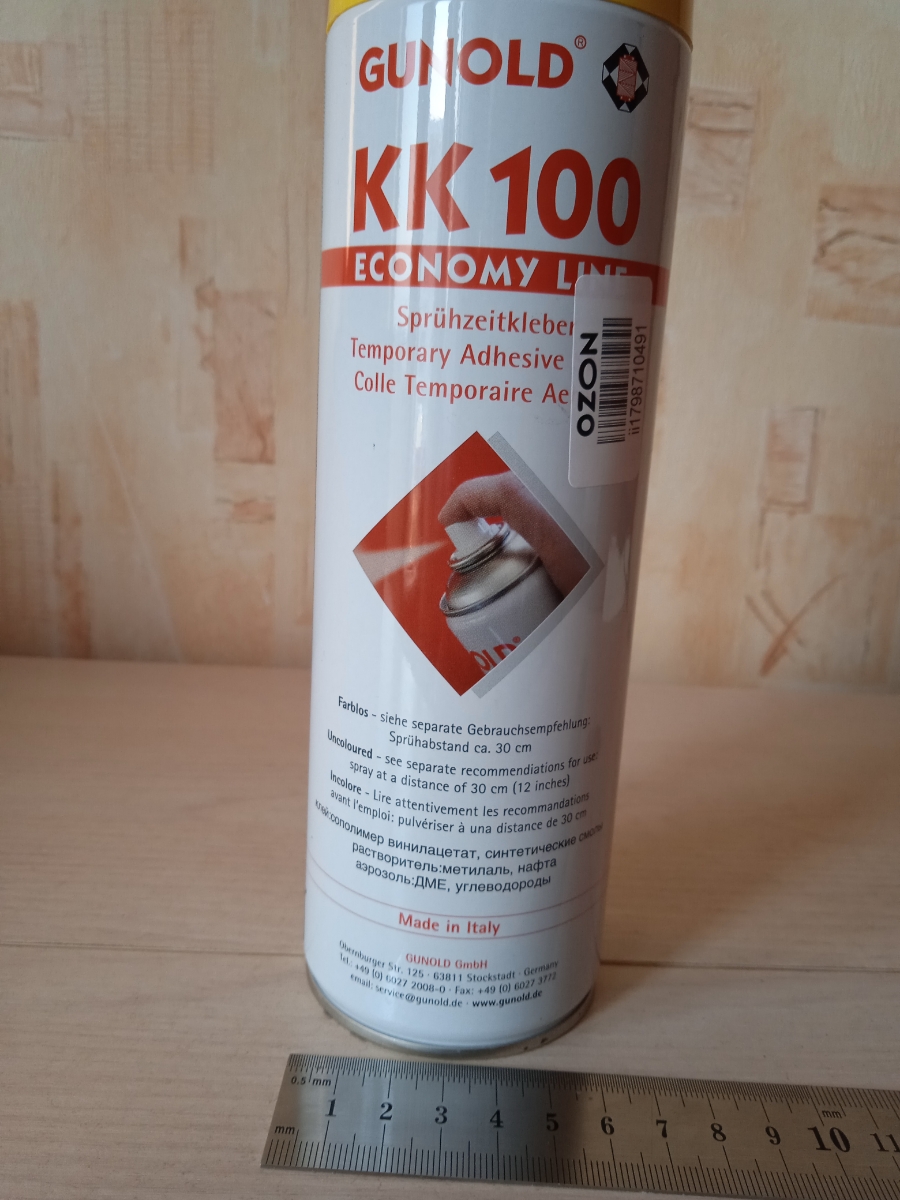 GUNOLD®
KK 100
ECONOMY LINE
Sprühzeitkleber
Temporary Adhesive
Colle Temporaire Ae
OZON
ii1798710491
Farblos - siehe separate Gebrauchsempfehlung:
Sprühabstand ca. 30 cm
Uncoloured - see separate recommendiations for use:
spray at a distance of 30 cm (12 inches)
Incolore - Lire attentivement les recommandations
avant l'emploi: pulvériser à una distance de 30 cm
клей:сополимер винилацетат, синтетические смолы
растворитель:метилаль, нафта
аэрозоль:ДМЕ, углеводороды
Made in Italy
GUNOLD GmbH
Obernburger Str. 125 · 63811 Stockstadt · Germany
Tel.: +49 (0) 6027 2008-0 · Fax: +49 (0) 6027 3772
email: service@gunold.de · www.gunold.de
0.5 mm
1 2 3 4 5 6 7 8 9 10 11
mm
mm